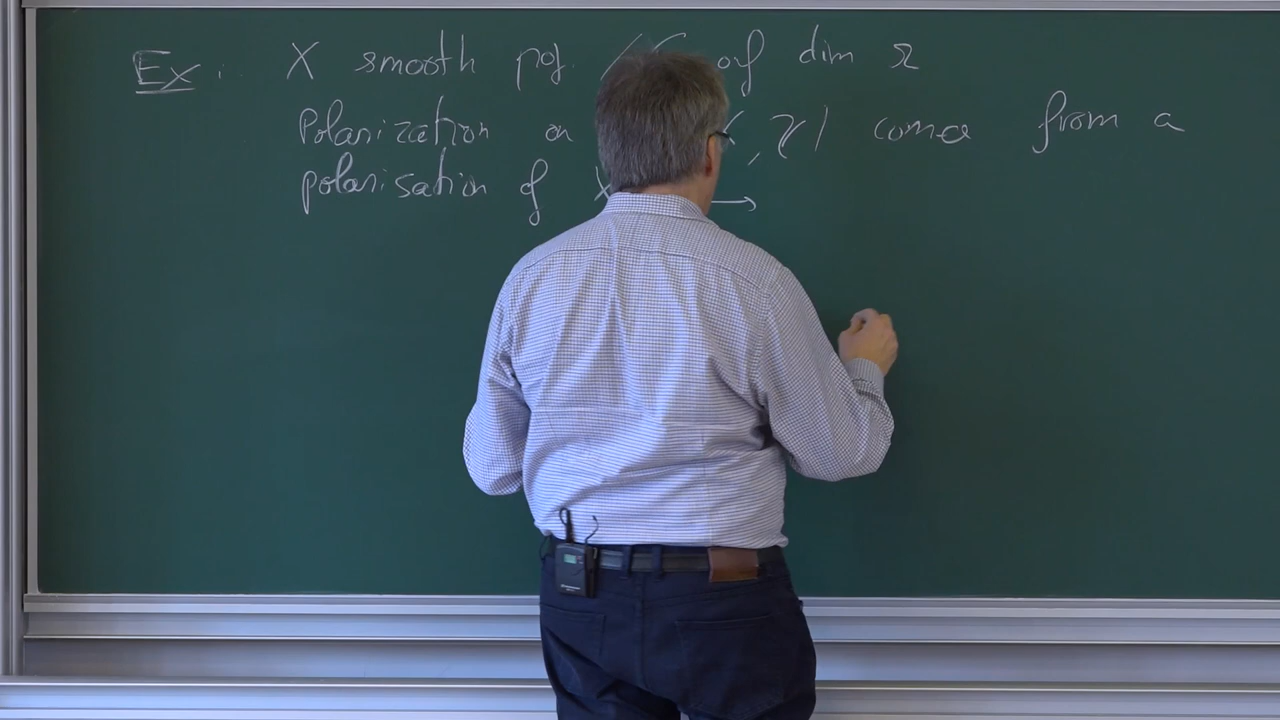 Ex: X smooth proj. of dim r
Polarization on , Z) comes from a
polarisation of X →